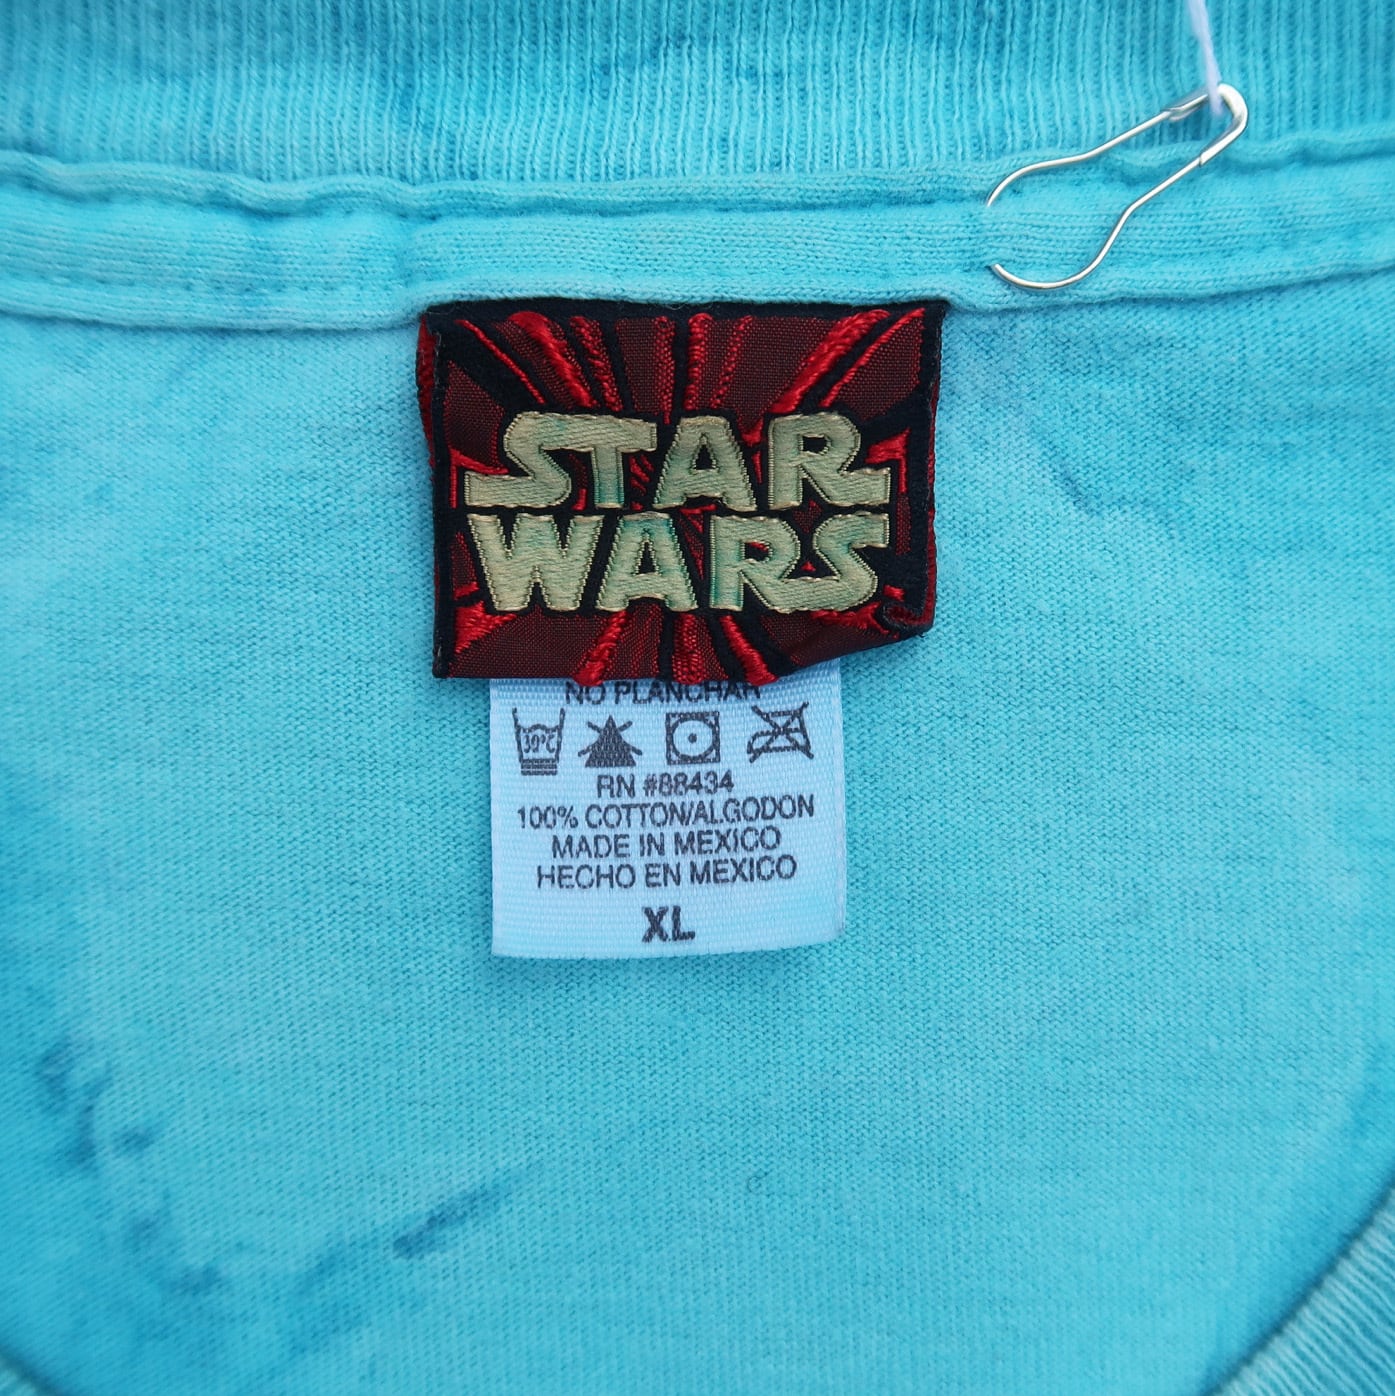 STAR
WARS
NO PLANCHAR
30°C
RN #88434
100% COTTON/ALGODON
MADE IN MEXICO
HECHO EN MEXICO
XL